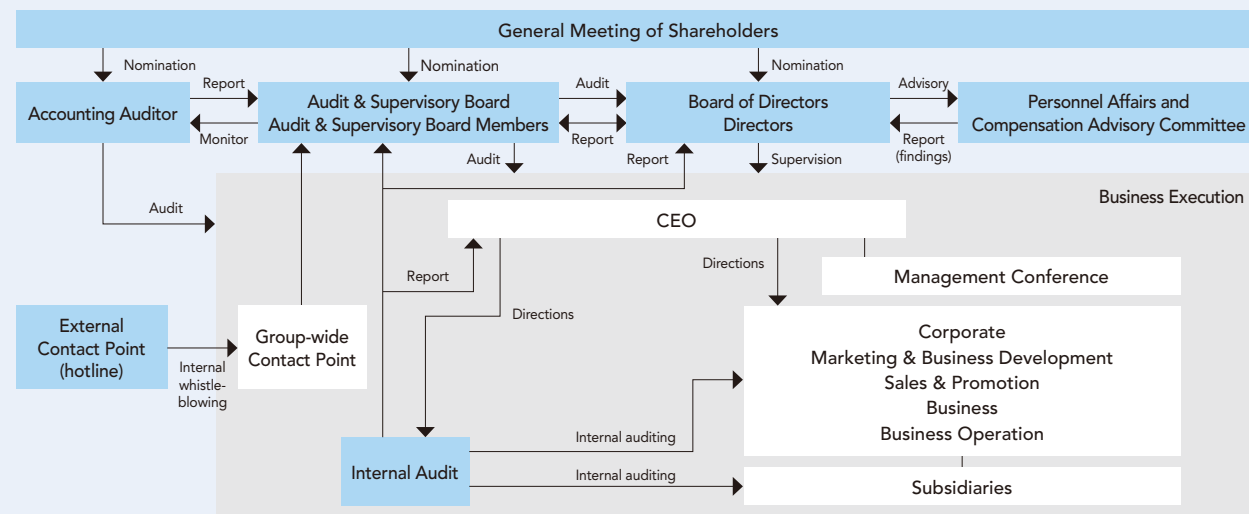 General Meeting of Shareholders
Nomination
Nomination
Nomination
Accounting Auditor
Report
Monitor
Audit & Supervisory Board
Audit & Supervisory Board Members
Audit
Report
Board of Directors
Directors
Advisory
Report
(findings)
Personnel Affairs and
Compensation Advisory Committee
Audit
Report
Supervision
Audit
Business Execution
CEO
Report
Directions
Directions
Management Conference
External
Contact Point
(hotline)
Internal
whistle-
blowing
Group-wide
Contact Point
Corporate
Marketing & Business Development
Sales & Promotion
Business
Business Operation
Internal Audit
Internal auditing
Internal auditing
Subsidiaries